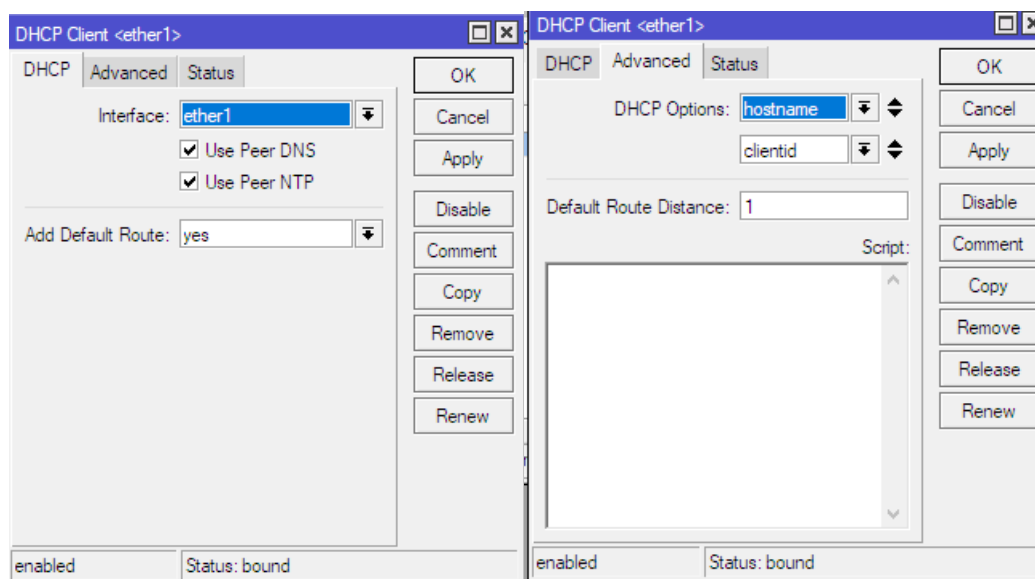 DHCP Client <ether1>
DHCP Advanced Status
Interface: ether1
Use Peer DNS
Use Peer NTP
Add Default Route: yes
OK
Cancel
Apply
Disable
Comment
Copy
Remove
Release
Renew
enabled Status: bound
DHCP Client <ether1>
DHCP Advanced Status
DHCP Options: hostname
clientid
Default Route Distance: 1
Script:
OK
Cancel
Apply
Disable
Comment
Copy
Remove
Release
Renew
enabled Status: bound